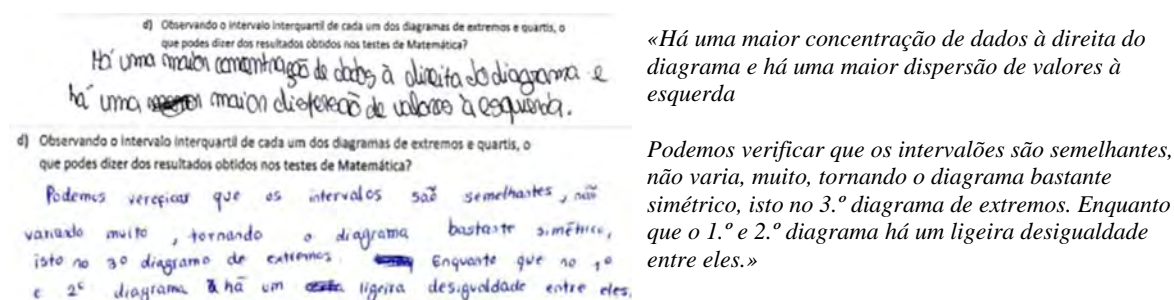 d) Observando o intervalo interquartil de cada um dos diagramas de extremos e quartis, o
que podes dizer dos resultados obtidos nos testes de Matemática?
Há uma maior concentração de dados à direita do diagrama e
há uma maior dispersão de valores à esquerda.
d) Observando o intervalo interquartil de cada um dos diagramas de extremos e quartis, o
que podes dizer dos resultados obtidos nos testes de Matemática?
Podemos vereficar que os intervalos são semelhantes, não
variando muito, tornando o diagrama bastante simétrico,
isto no 3º diagrama de extremos. Enquanto que no 1º
e 2º diagrama há um ligeira desigualdade entre eles.
«Há uma maior concentração de dados à direita do
diagrama e há uma maior dispersão de valores à
esquerda
Podemos verificar que os intervalões são semelhantes,
não varia, muito, tornando o diagrama bastante
simétrico, isto no 3.º diagrama de extremos. Enquanto
que o 1.º e 2.º diagrama há um ligeira desigualdade
entre eles.»